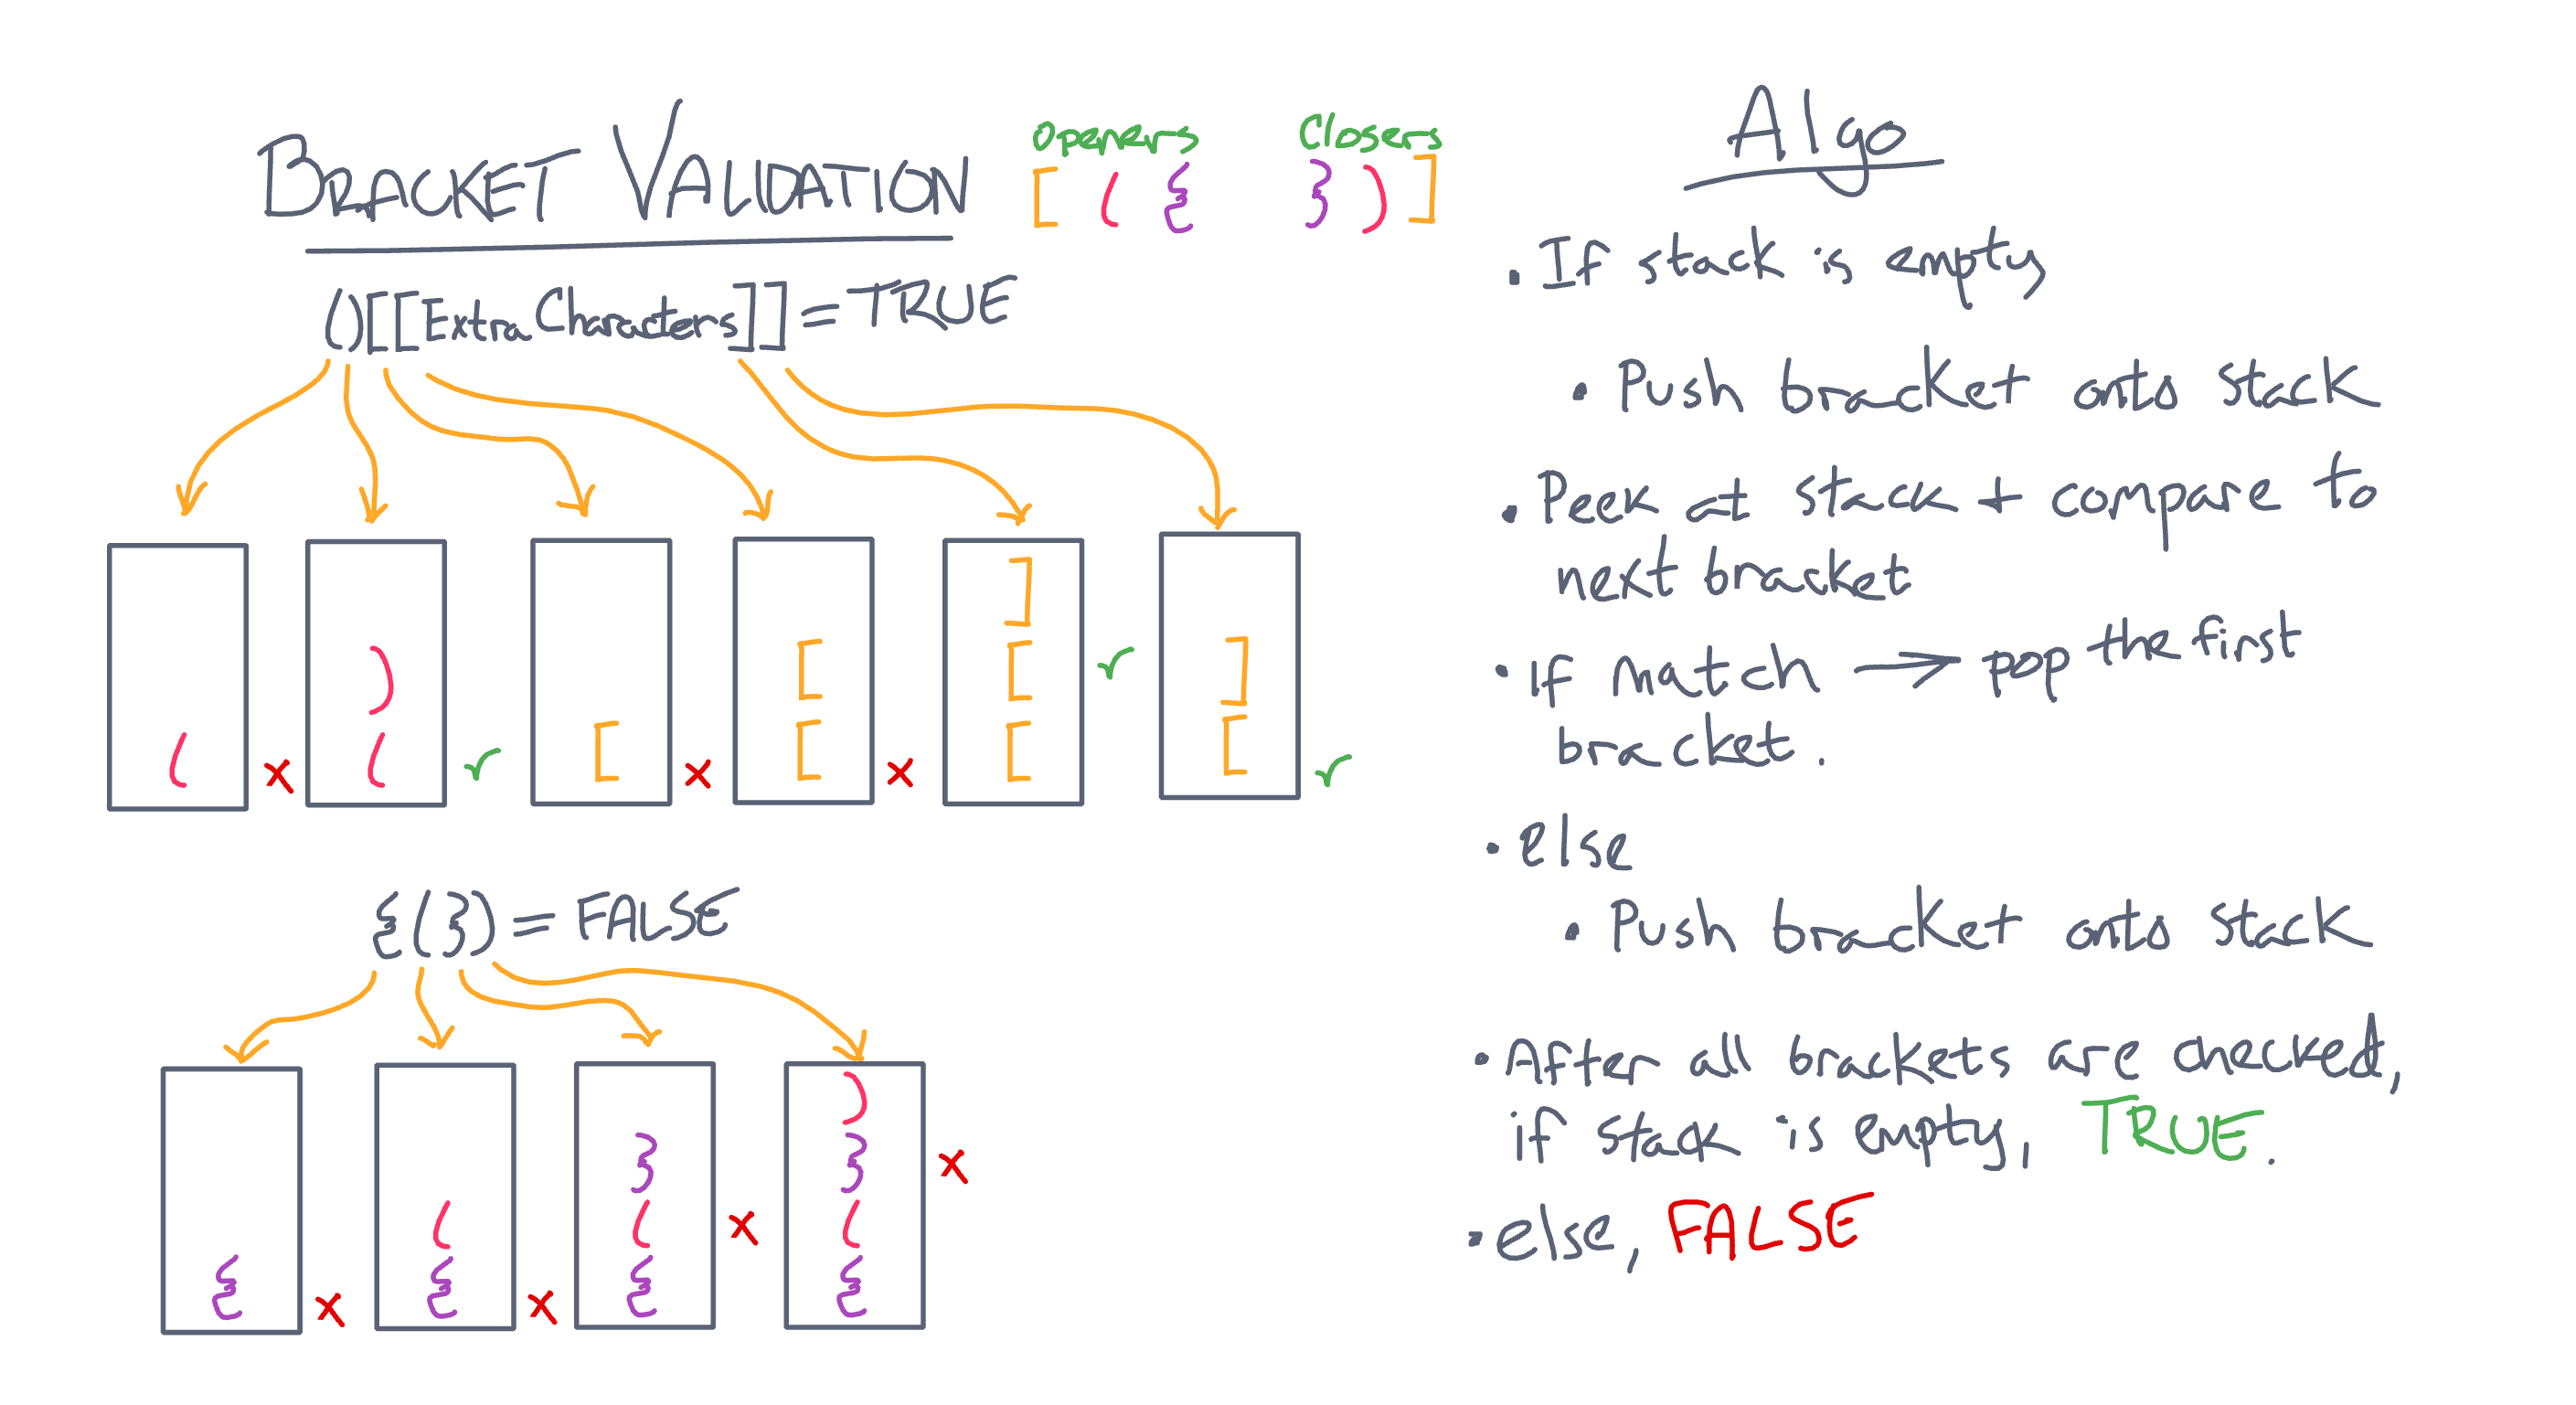 BRACKET VALIDATION
Openers Closers
[ ( { } ) ]
()[[ExtraCharacters]] = TRUE
( ) ( [ [ [ ] [ [ ] [
x ✓ x x ✓ ✓
{(}) = FALSE
{ ( { } ( { ) } ( {
x x x x
Algo
• If stack is empty
• Push bracket onto stack
• Peek at stack + compare to
next bracket
• if match → pop the first
bracket.
• else
• Push bracket onto stack
• After all brackets are checked,
if stack is empty, TRUE.
• else, FALSE